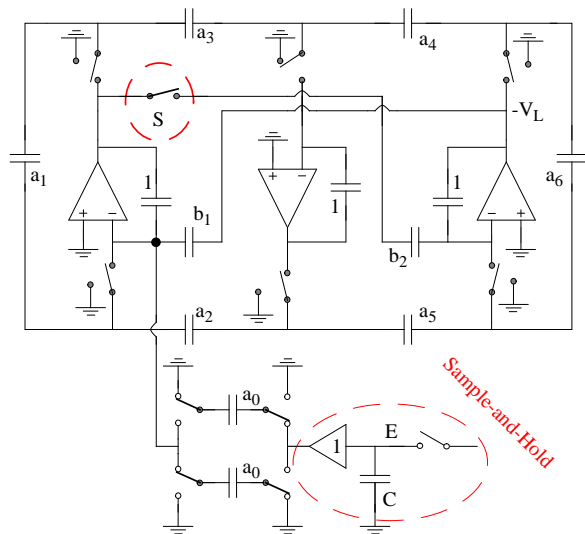 a3
a4
S
-VL
a1
1
b1
1
1
a6
+ −
+ −
− +
b2
a2
a5
a0
1
E
C
a0
Sample-and-Hold